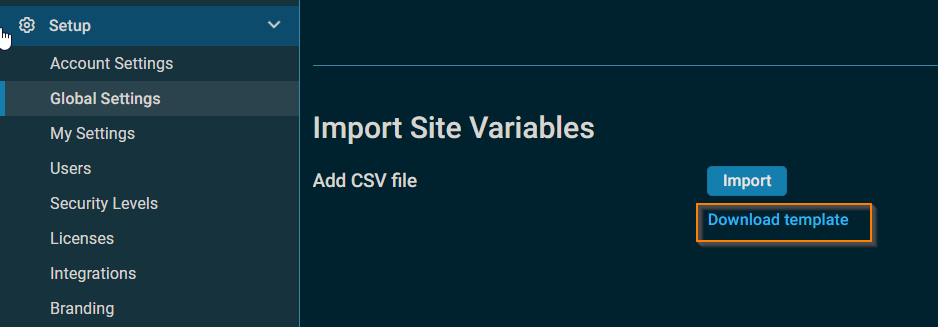 Setup
Account Settings
Global Settings
My Settings
Users
Security Levels
Licenses
Integrations
Branding
Import Site Variables
Add CSV file
Import
Download template